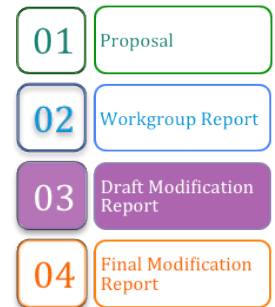 01
Proposal
02
Workgroup Report
03
Draft Modification
Report
04
Final Modification
Report